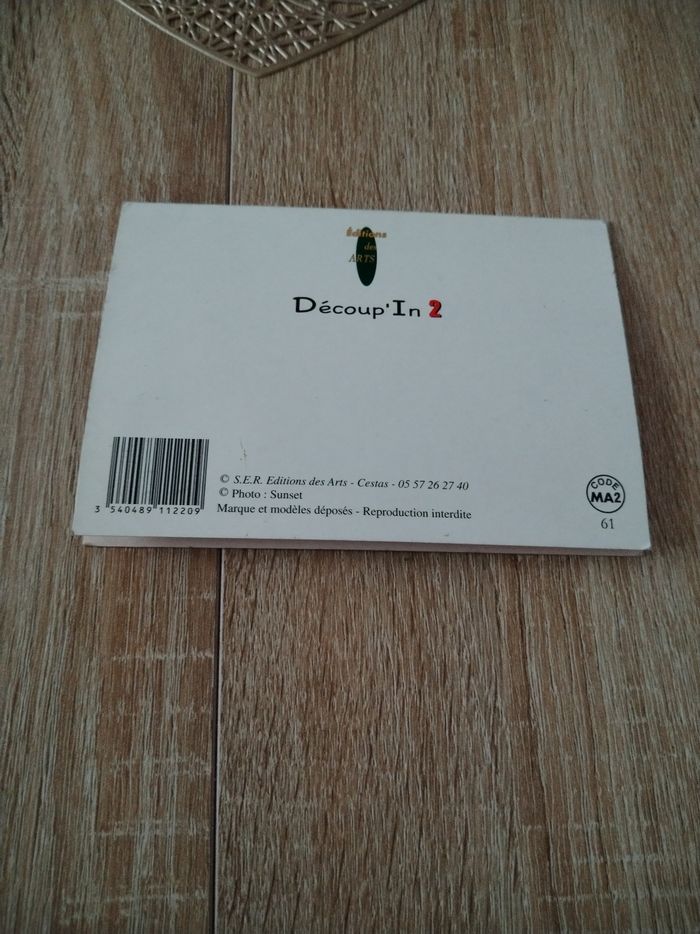 Éditions
des
ARTS
Découp'In 2
© S.E.R. Editions des Arts - Cestas - 05 57 26 27 40
© Photo : Sunset
Marque et modèles déposés - Reproduction interdite
3 540489 112209
CODE
MA2
61